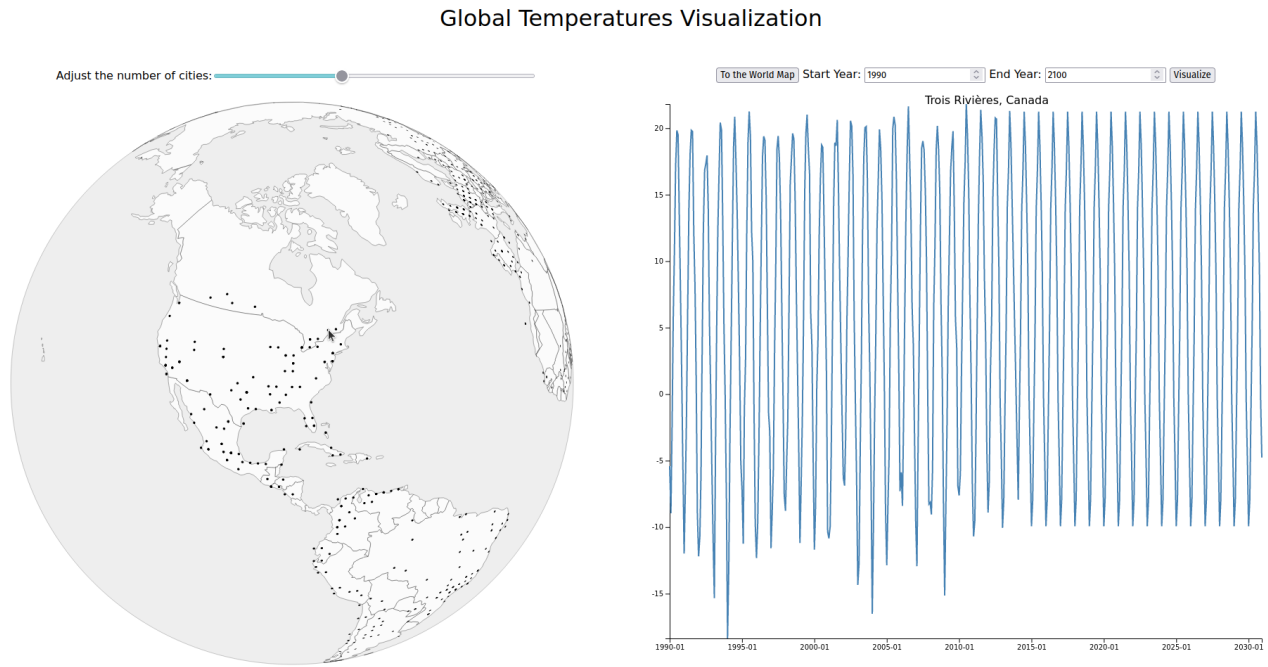 Global Temperatures Visualization
Adjust the number of cities:
To the World Map Start Year: 1990 End Year: 2100 Visualize
Trois Rivières, Canada
20
15
10
5
0
-5
-10
-15
1990-01 1995-01 2000-01 2005-01 2010-01 2015-01 2020-01 2025-01 2030-01